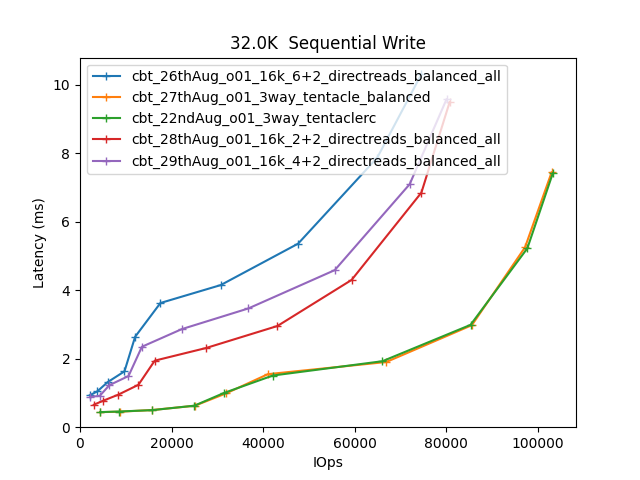 32.0K  Sequential Write
cbt_26thAug_o01_16k_6+2_directreads_balanced_all
cbt_27thAug_o01_3way_tentacle_balanced
cbt_22ndAug_o01_3way_tentaclerc
cbt_28thAug_o01_16k_2+2_directreads_balanced_all
cbt_29thAug_o01_16k_4+2_directreads_balanced_all
Latency (ms)
10
8
6
4
2
0
0 20000 40000 60000 80000 100000
IOps